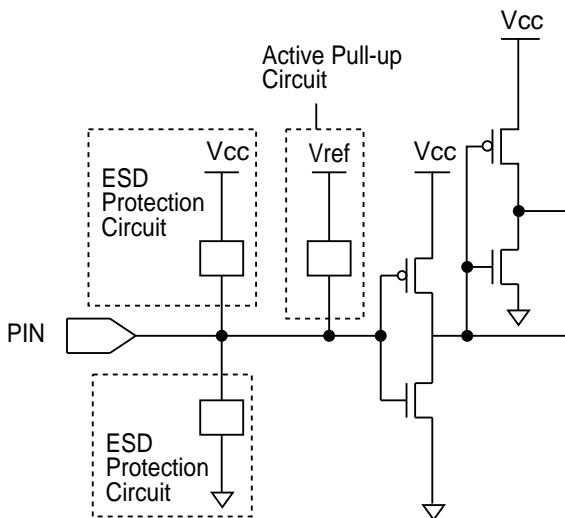 Vcc
Active Pull-up
Circuit
Vcc
Vref
Vcc
ESD
Protection
Circuit
PIN
ESD
Protection
Circuit